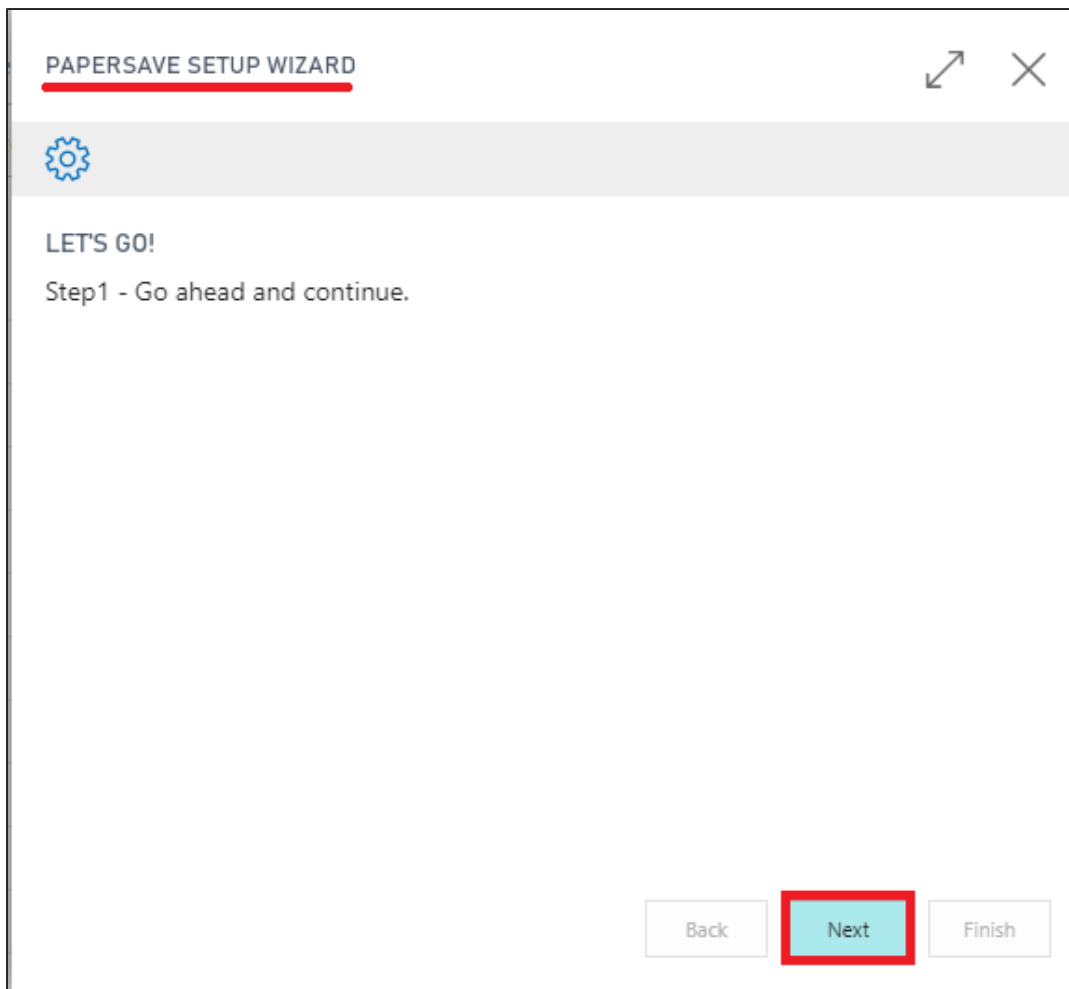 PAPERSAVE SETUP WIZARD
LET'S GO!
Step1 - Go ahead and continue.
Back Next Finish